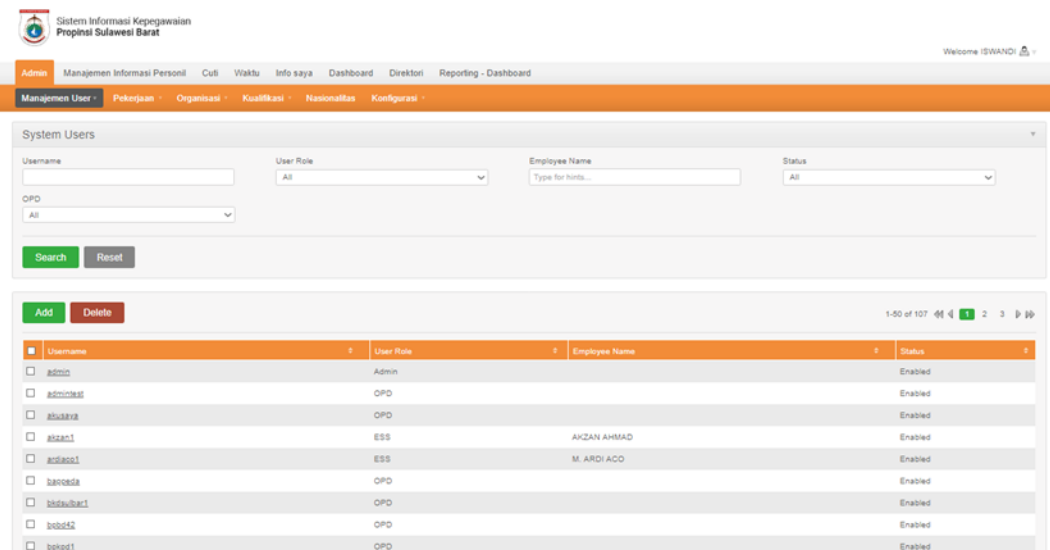 Sistem Informasi Kepegawaian
Propinsi Sulawesi Barat
Welcome ISWANDI
Admin Manajemen Informasi Personil Cuti Waktu Info saya Dashboard Direktori Reporting - Dashboard
Manajemen User Pekerjaan Organisasi Kualifikasi Nasionalitas Konfigurasi
System Users
Username User Role Employee Name Status
All Type for hints... All
OPD
All
Search Reset
Add Delete 1-50 of 107 1 2 3
Username User Role Employee Name Status
admin Admin Enabled
admintest OPD Enabled
akusaya OPD Enabled
akzan1 ESS AKZAN AHMAD Enabled
ardiaco1 ESS M. ARDI ACO Enabled
bappeda OPD Enabled
bkdsulbar1 OPD Enabled
bpbd42 OPD Enabled
bpkpd1 OPD Enabled